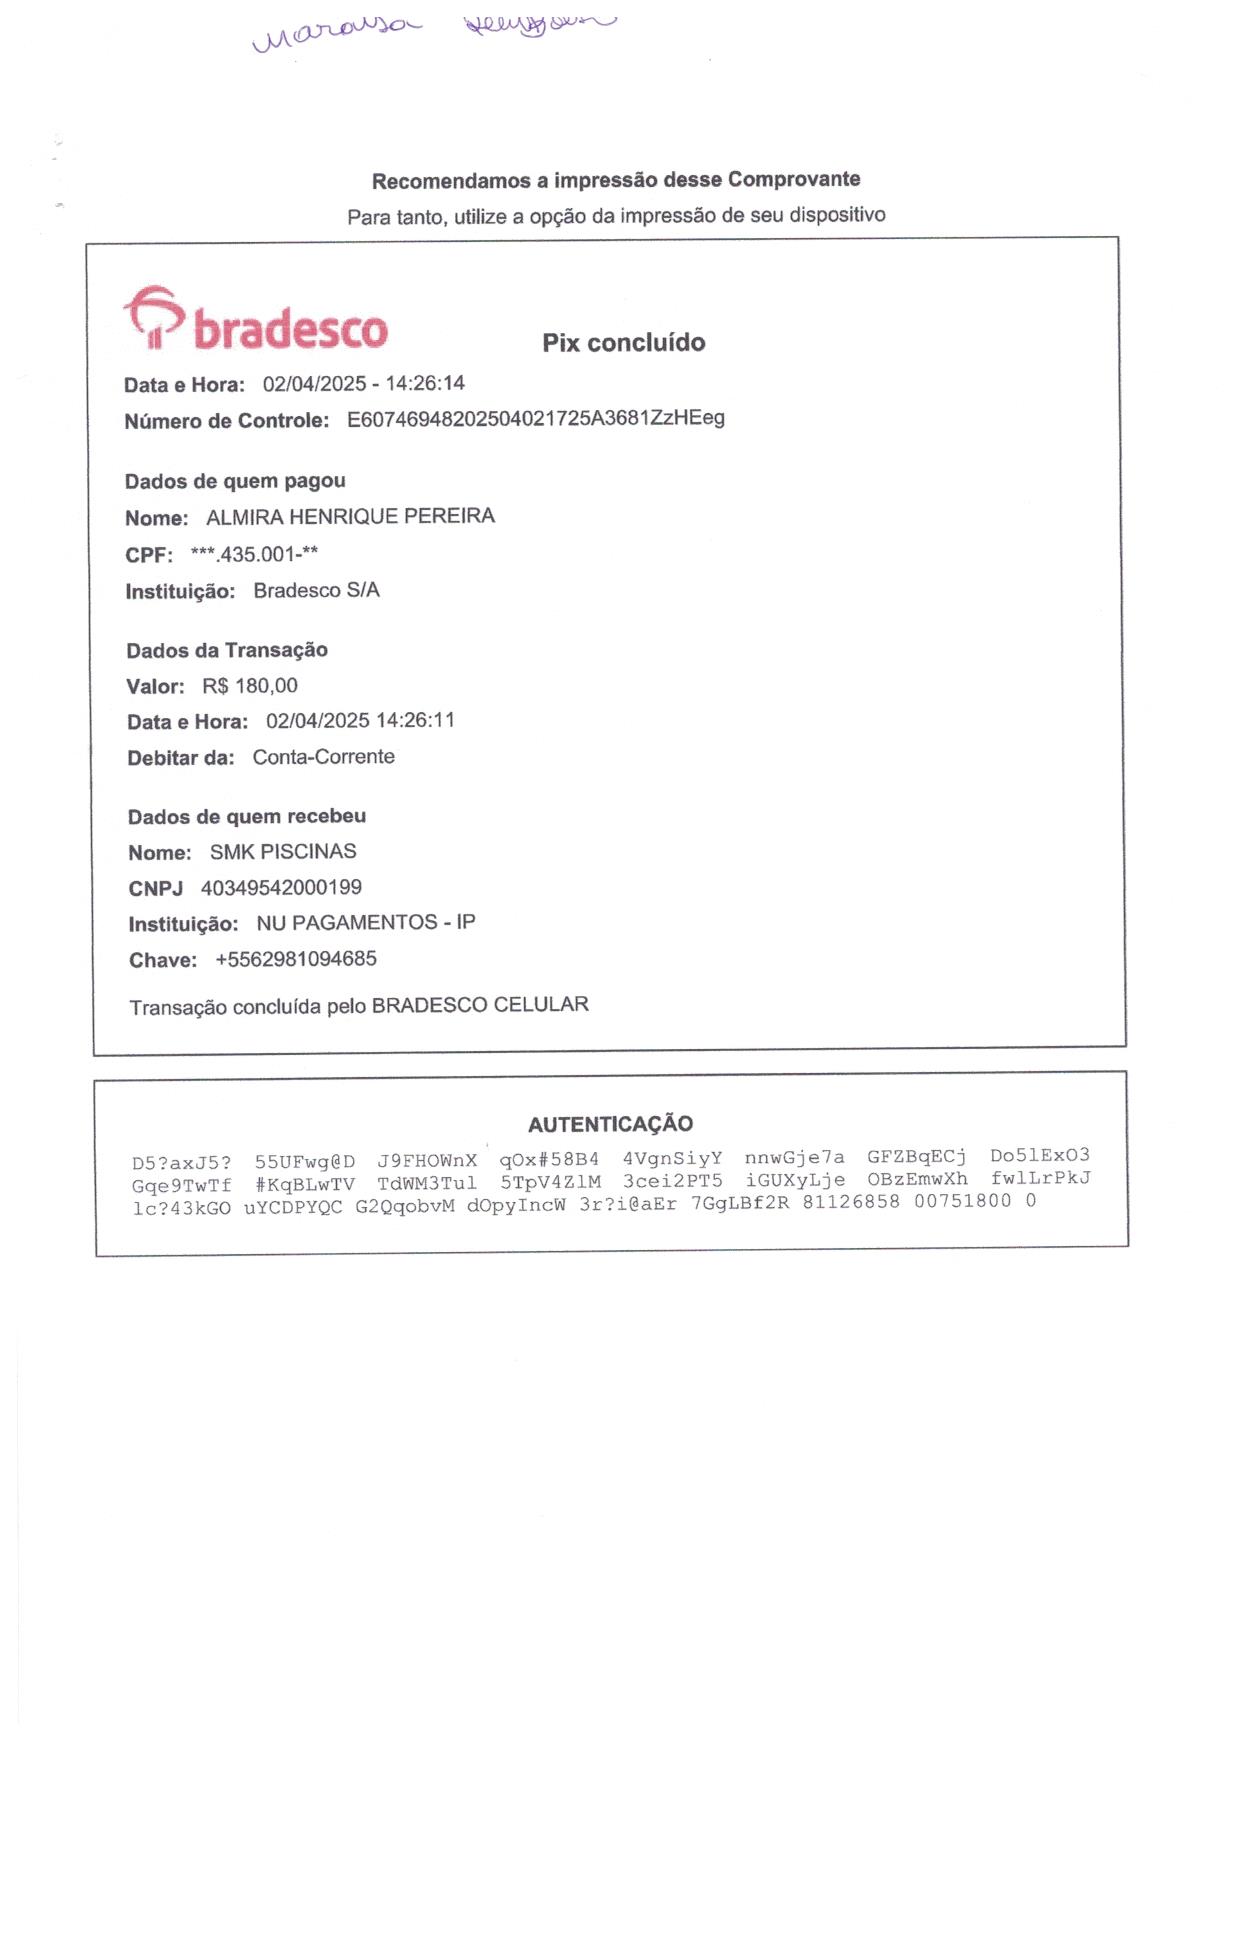 Marousa
Recomendamos a impressão desse Comprovante
Para tanto, utilize a opção da impressão de seu dispositivo
bradesco
Pix concluído
Data e Hora: 02/04/2025 - 14:26:14
Número de Controle: E60746948202504021725A3681ZzHEeg
Dados de quem pagou
Nome: ALMIRA HENRIQUE PEREIRA
CPF: ***.435.001-**
Instituição: Bradesco S/A
Dados da Transação
Valor: R$ 180,00
Data e Hora: 02/04/2025 14:26:11
Debitar da: Conta-Corrente
Dados de quem recebeu
Nome: SMK PISCINAS
CNPJ 40349542000199
Instituição: NU PAGAMENTOS - IP
Chave: +5562981094685
Transação concluída pelo BRADESCO CELULAR
AUTENTICAÇÃO
D5?axJ5? 55UFwg@D J9FHOWnX qOx#58B4 4VgnSiyY nnwGje7a GFZBqECj Do51ExO3
Gqe9TwTf #KqBLwTV TdWM3Tul 5TpV4ZlM 3cei2PT5 iGUXyLje OBzEmwXh fwlLrPkJ
1c?43kGO uYCDPYQC G2QqobvM dOpyIncW 3r?i@aEr 7GgLBf2R 81126858 00751800 0